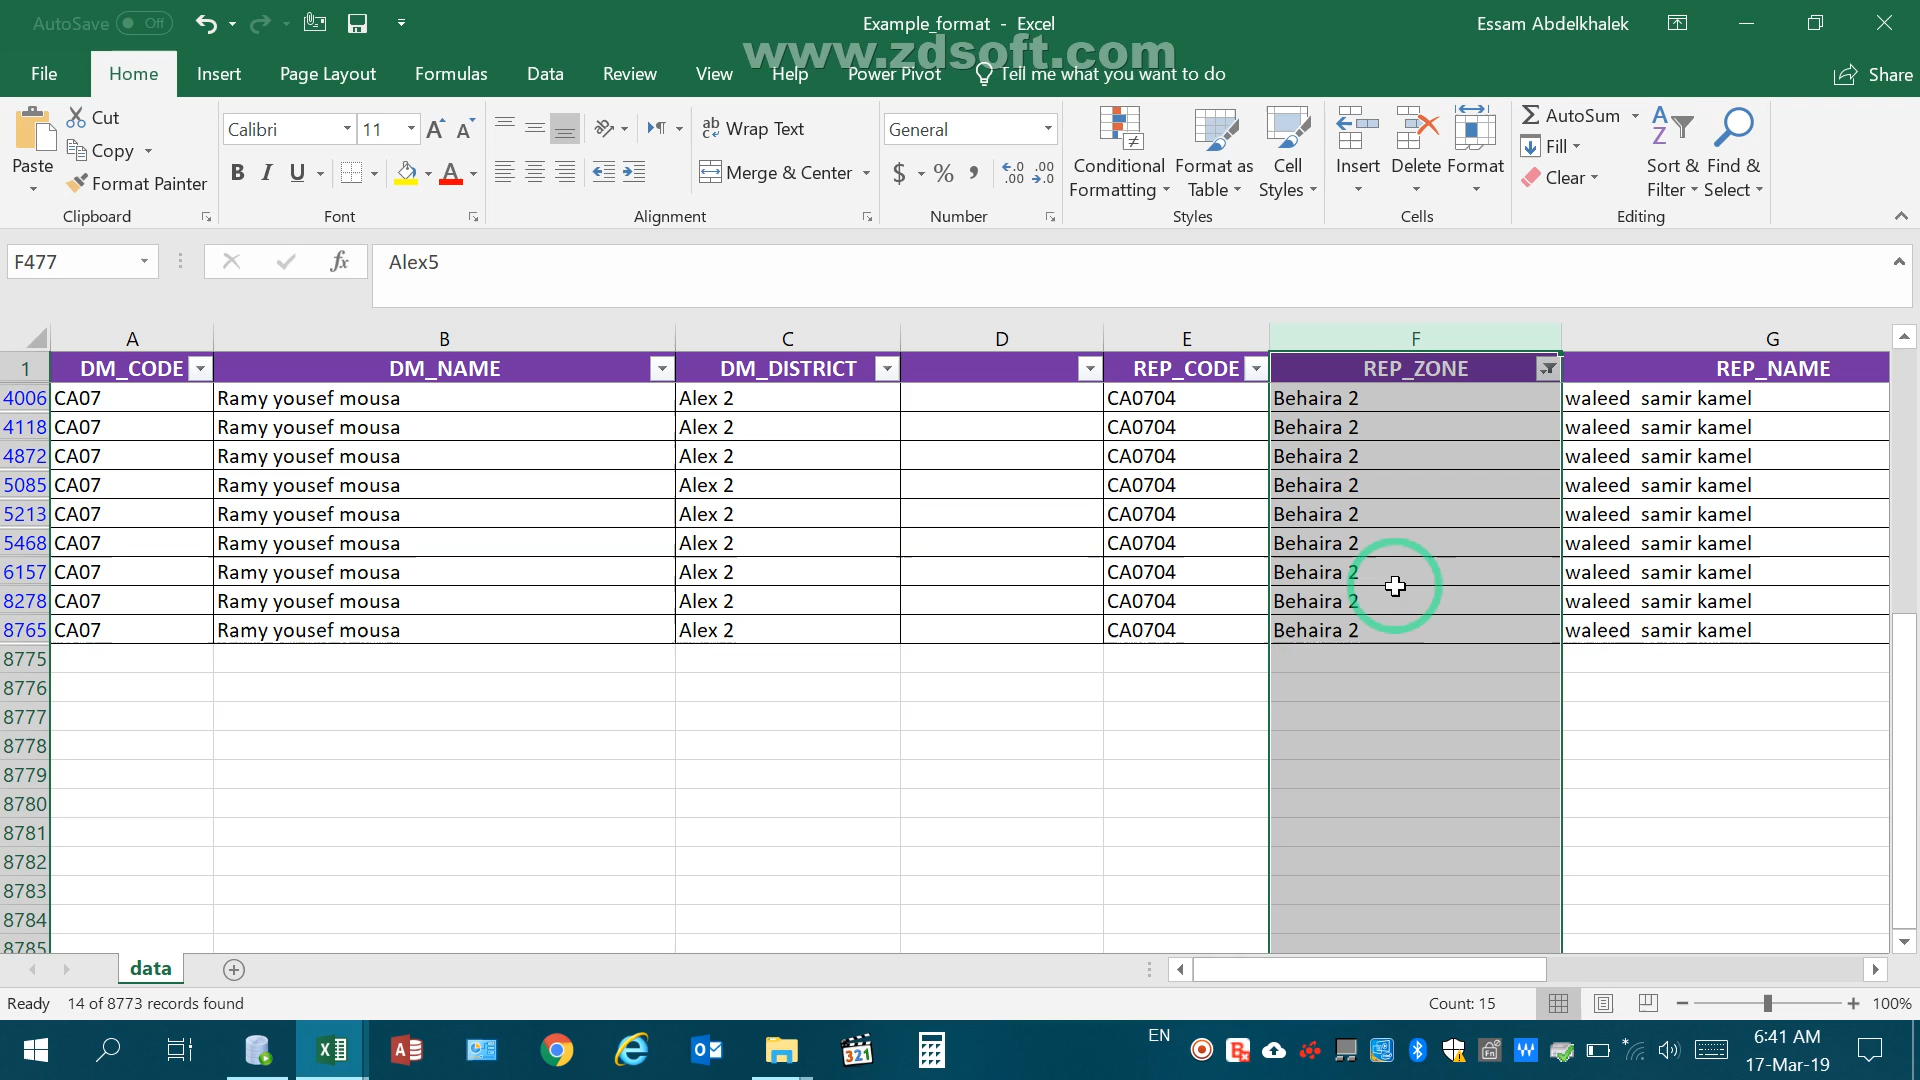 AutoSave Off
Example_format - Excel
Essam Abdelkhalek
www.zdsoft.com
File Home Insert Page Layout Formulas Data Review View Help Power Pivot Tell me what you want to do Share
Paste
Cut
Copy
Format Painter
Clipboard
Calibri 11
B I U
Font
ab Wrap Text
Merge & Center
Alignment
General
$ % ,
Number
Conditional Formatting
Format as Table
Cell Styles
Styles
Insert Delete Format
Cells
AutoSum
Fill
Clear
Sort & Filter
Find & Select
Editing
F477 fx Alex5
A B C D E F G
1 DM_CODE DM_NAME DM_DISTRICT REP_CODE REP_ZONE REP_NAME
4006 CA07 Ramy yousef mousa Alex 2 CA0704 Behaira 2 waleed  samir kamel
4118 CA07 Ramy yousef mousa Alex 2 CA0704 Behaira 2 waleed  samir kamel
4872 CA07 Ramy yousef mousa Alex 2 CA0704 Behaira 2 waleed  samir kamel
5085 CA07 Ramy yousef mousa Alex 2 CA0704 Behaira 2 waleed  samir kamel
5213 CA07 Ramy yousef mousa Alex 2 CA0704 Behaira 2 waleed  samir kamel
5468 CA07 Ramy yousef mousa Alex 2 CA0704 Behaira 2 waleed  samir kamel
6157 CA07 Ramy yousef mousa Alex 2 CA0704 Behaira 2 waleed  samir kamel
8278 CA07 Ramy yousef mousa Alex 2 CA0704 Behaira 2 waleed  samir kamel
8765 CA07 Ramy yousef mousa Alex 2 CA0704 Behaira 2 waleed  samir kamel
8775
8776
8777
8778
8779
8780
8781
8782
8783
8784
8785
data
Ready 14 of 8773 records found Count: 15 100%
EN
6:41 AM
17-Mar-19